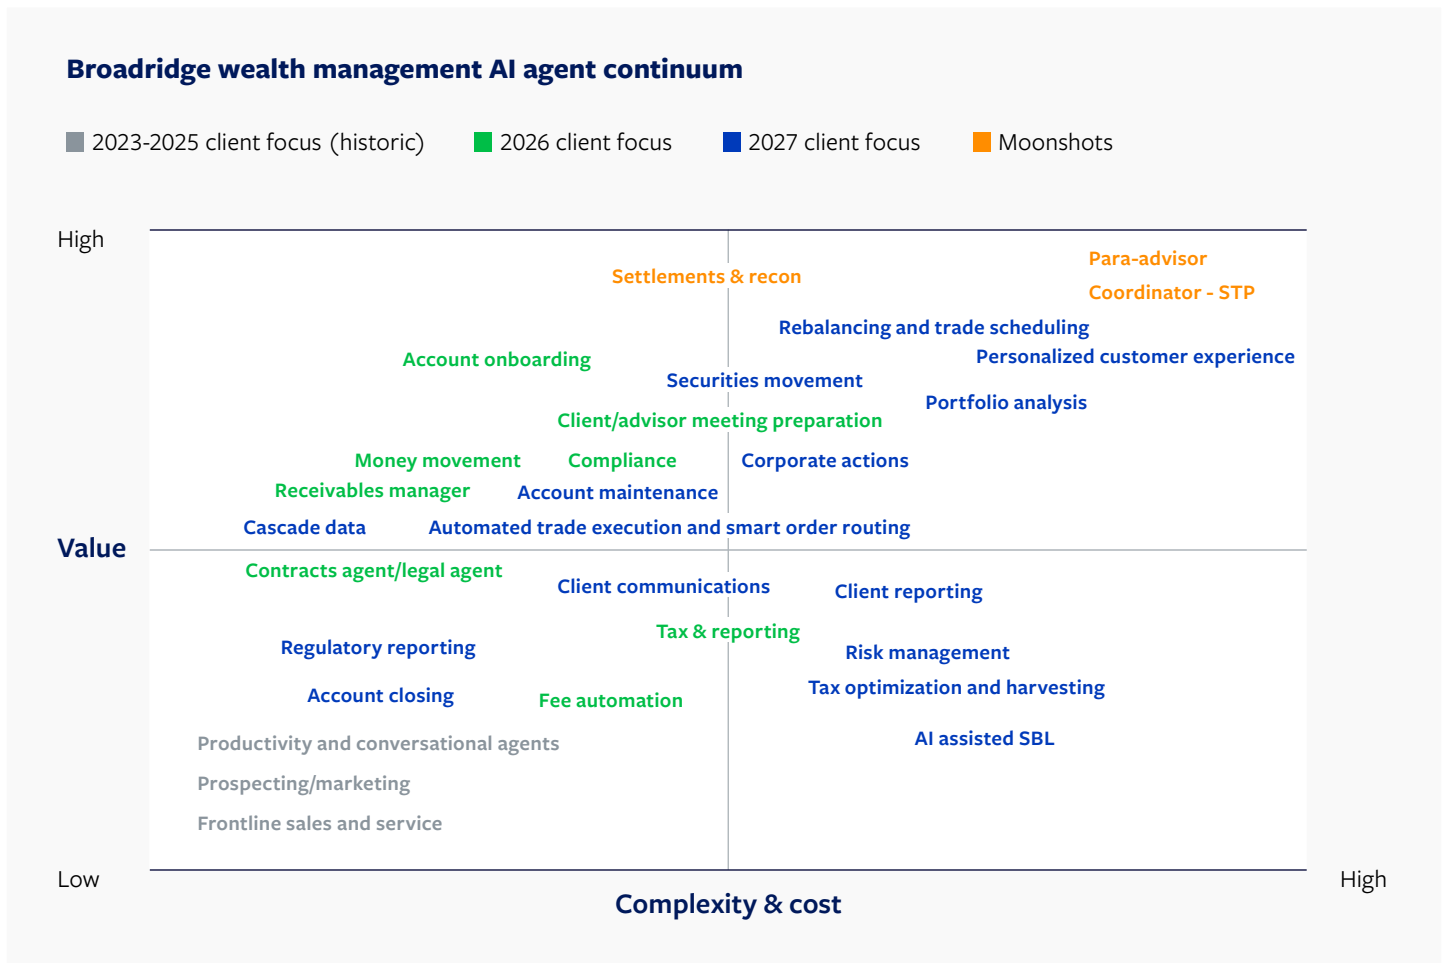 Broadridge wealth management AI agent continuum
2023-2025 client focus (historic)
2026 client focus
2027 client focus
Moonshots
High
Para-advisor
Settlements & recon
Coordinator - STP
Rebalancing and trade scheduling
Account onboarding
Personalized customer experience
Securities movement
Portfolio analysis
Client/advisor meeting preparation
Money movement
Compliance
Corporate actions
Receivables manager
Account maintenance
Cascade data
Automated trade execution and smart order routing
Value
Contracts agent/legal agent
Client communications
Client reporting
Tax & reporting
Regulatory reporting
Risk management
Tax optimization and harvesting
Account closing
Fee automation
AI assisted SBL
Productivity and conversational agents
Prospecting/marketing
Frontline sales and service
Low
High
Complexity & cost